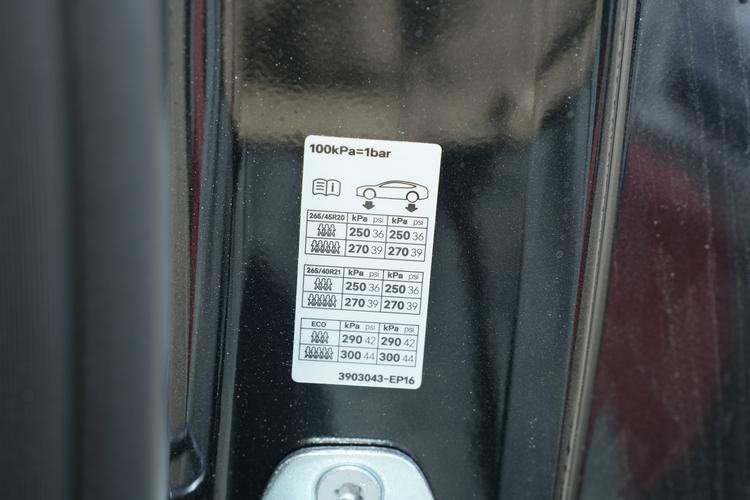 100kPa=1bar
i
265/45R20 kPa psi kPa psi
250 36 250 36
270 39 270 39
265/40R21 kPa psi kPa psi
250 36 250 36
270 39 270 39
ECO kPa psi kPa psi
290 42 290 42
300 44 300 44
3903043-EP16